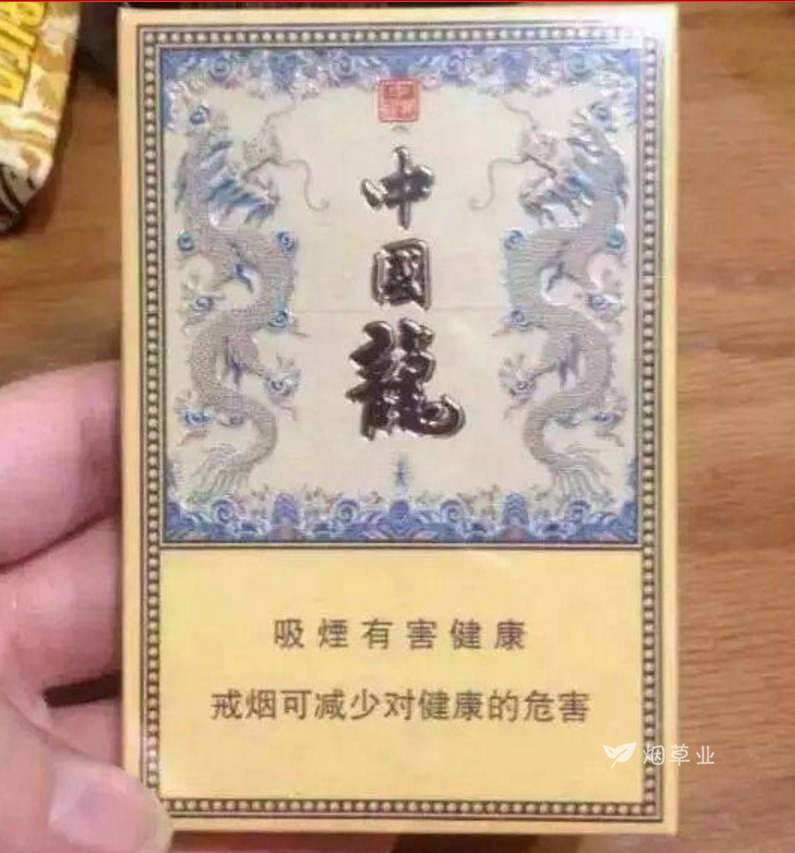 中
國
龍
吸煙有害健康
戒烟可减少对健康的危害
烟草业